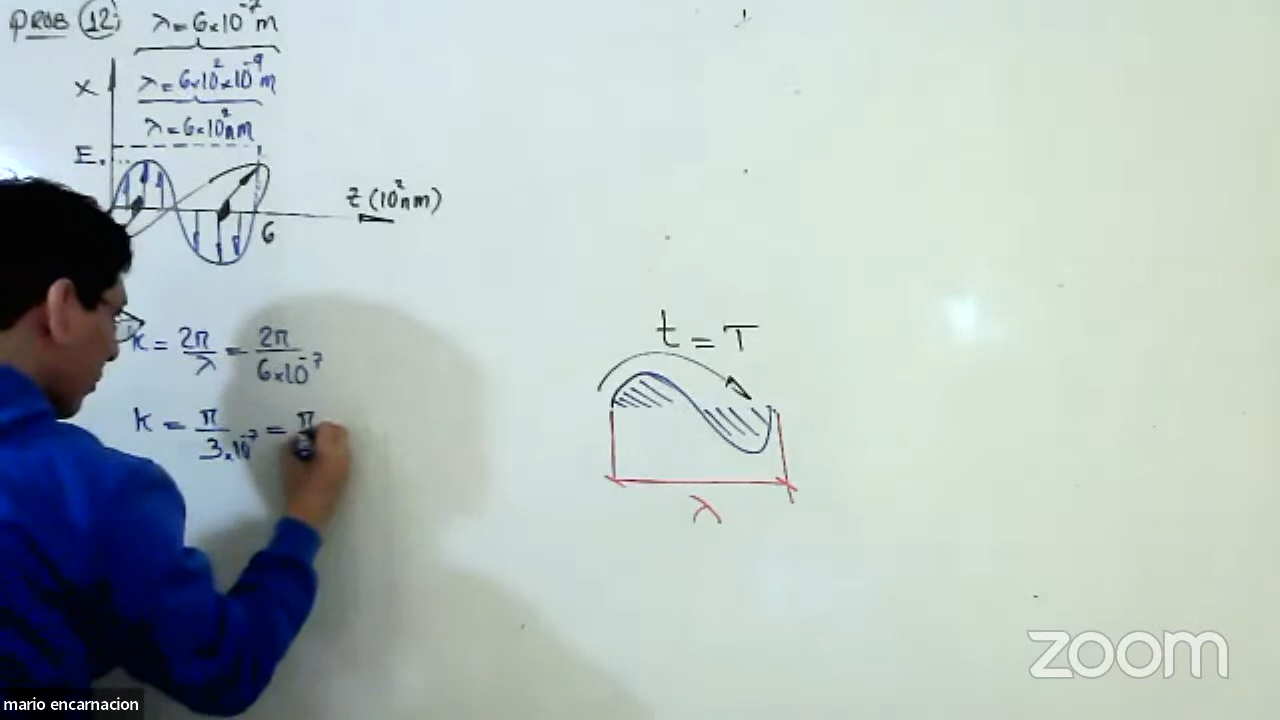 PROB 12: λ = 6×10⁻⁷ m
λ = 6×10²×10⁻⁹ m
λ = 6×10² nm
X
E.
Z (10² nm)
6
K = 2π/λ = 2π/6×10⁻⁷
K = π/3×10⁻⁷ = π
t = T
λ
zoom
mario encarnacion